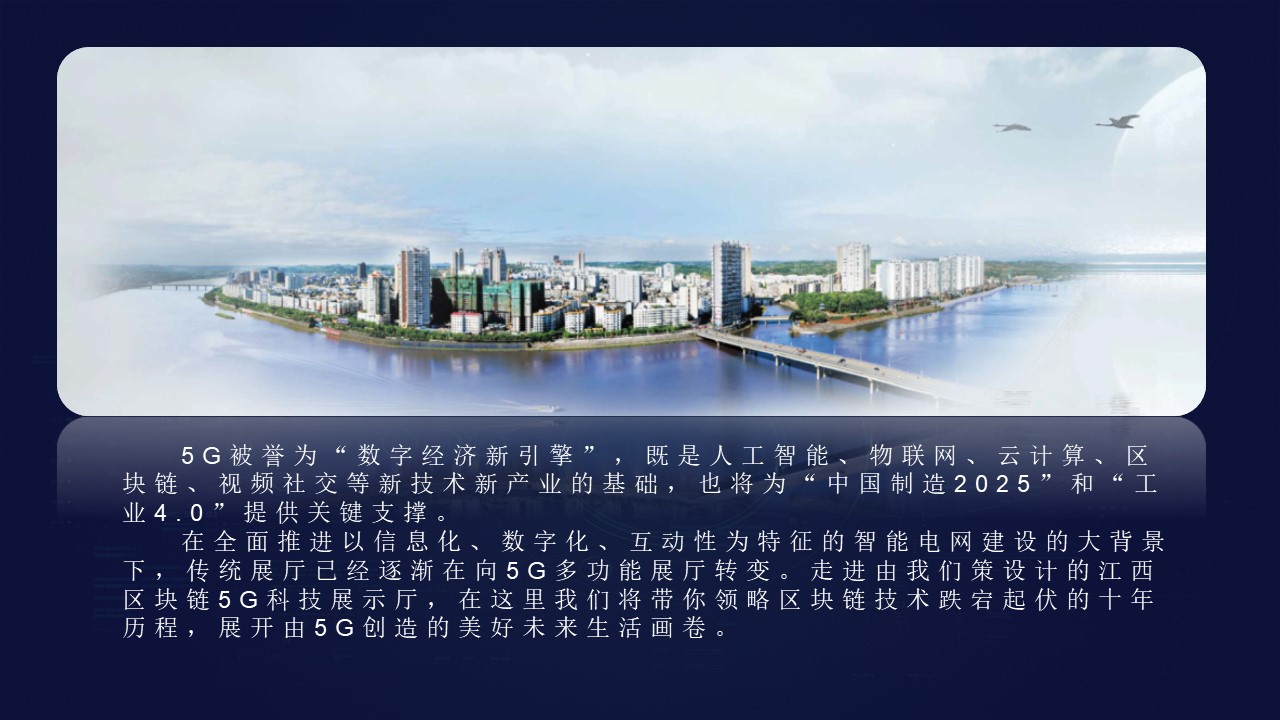 5G被誉为“数字经济新引擎”，既是人工智能、物联网、云计算、区
块链、视频社交等新技术新产业的基础，也将为“中国制造2025”和“工
业4.0”提供关键支撑。
在全面推进以信息化、数字化、互动性为特征的智能电网建设的大背景
下，传统展厅已经逐渐在向5G多功能展厅转变。走进由我们策设计的江西
区块链5G科技展示厅，在这里我们将带你领略区块链技术跌宕起伏的十年
历程，展开由5G创造的美好未来生活画卷。